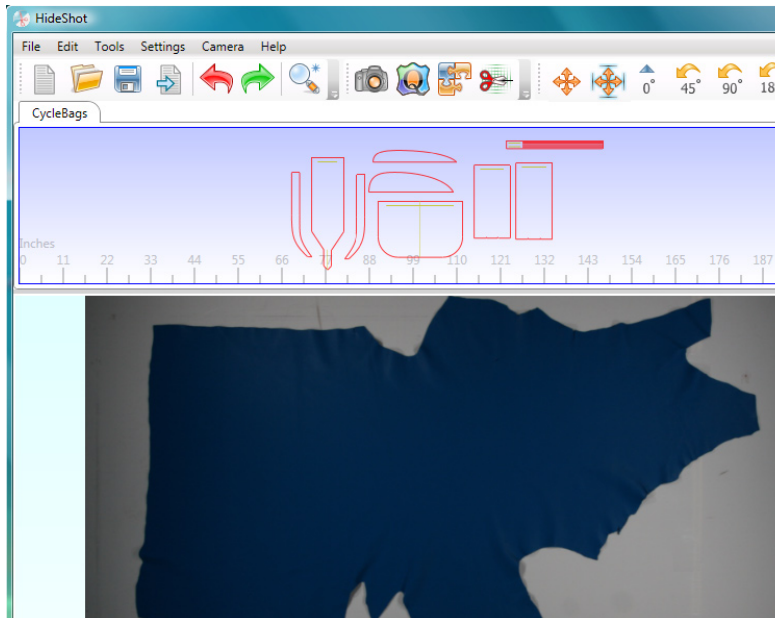 HideShot
File Edit Tools Settings Camera Help
0° 45° 90° 18
CycleBags
Inches
0 11 22 33 44 55 66 77 88 99 110 121 132 143 154 165 176 187